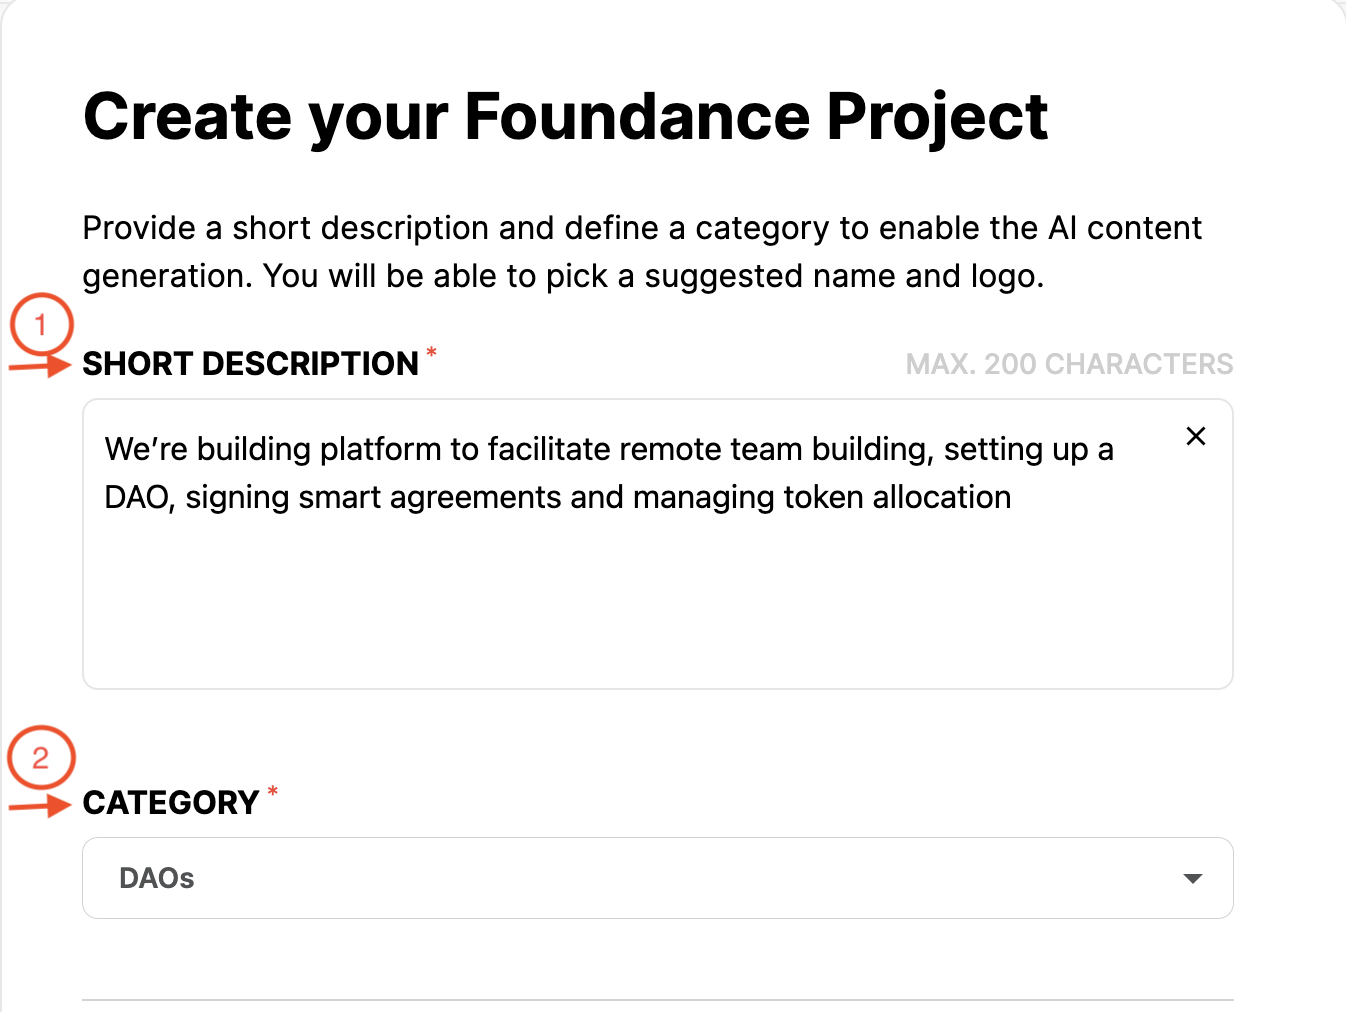 Create your Foundance Project
Provide a short description and define a category to enable the AI content
generation. You will be able to pick a suggested name and logo.
1
SHORT DESCRIPTION *
MAX. 200 CHARACTERS
We’re building platform to facilitate remote team building, setting up a
DAO, signing smart agreements and managing token allocation
2
CATEGORY *
DAOs